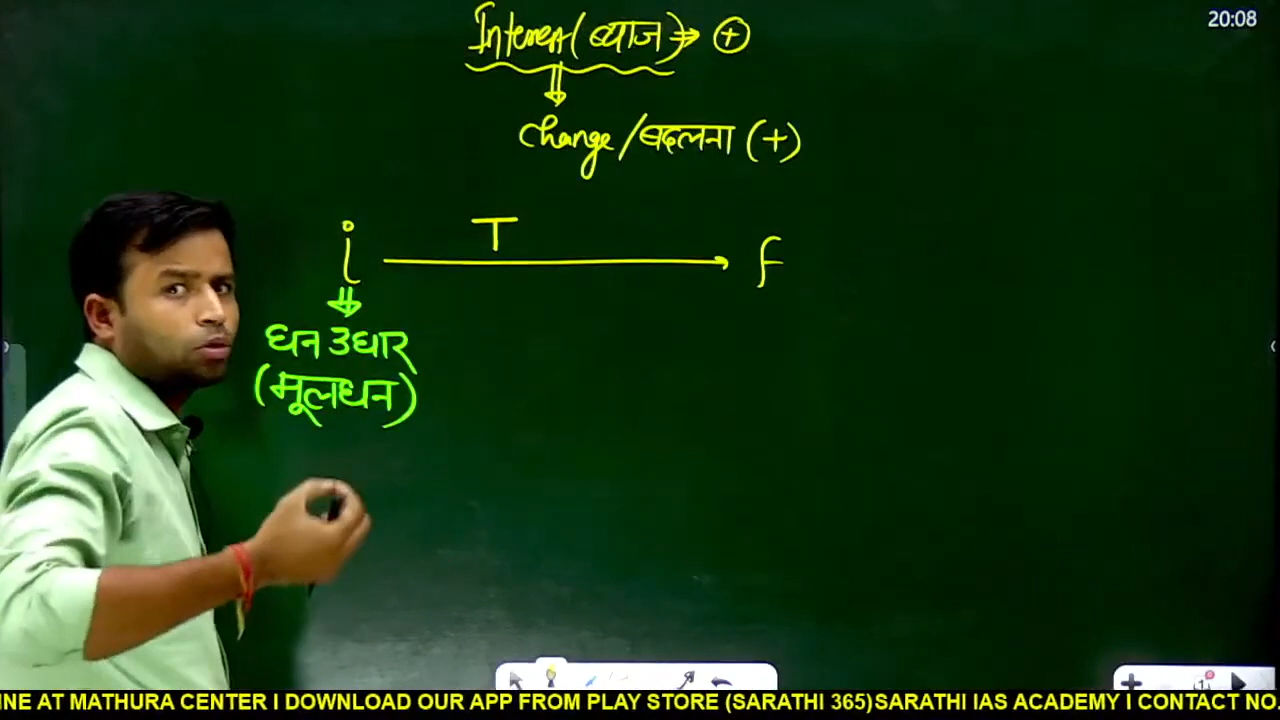 20:08
Interest (ब्याज) ⇒ ⊕
⇓
Change / बदलना (+)
T
i → f
⇓
धन उधार
(मूलधन)
INE AT MATHURA CENTER I DOWNLOAD OUR APP FROM PLAY STORE (SARATHI 365) SARATHI IAS ACADEMY I CONTACT NO.